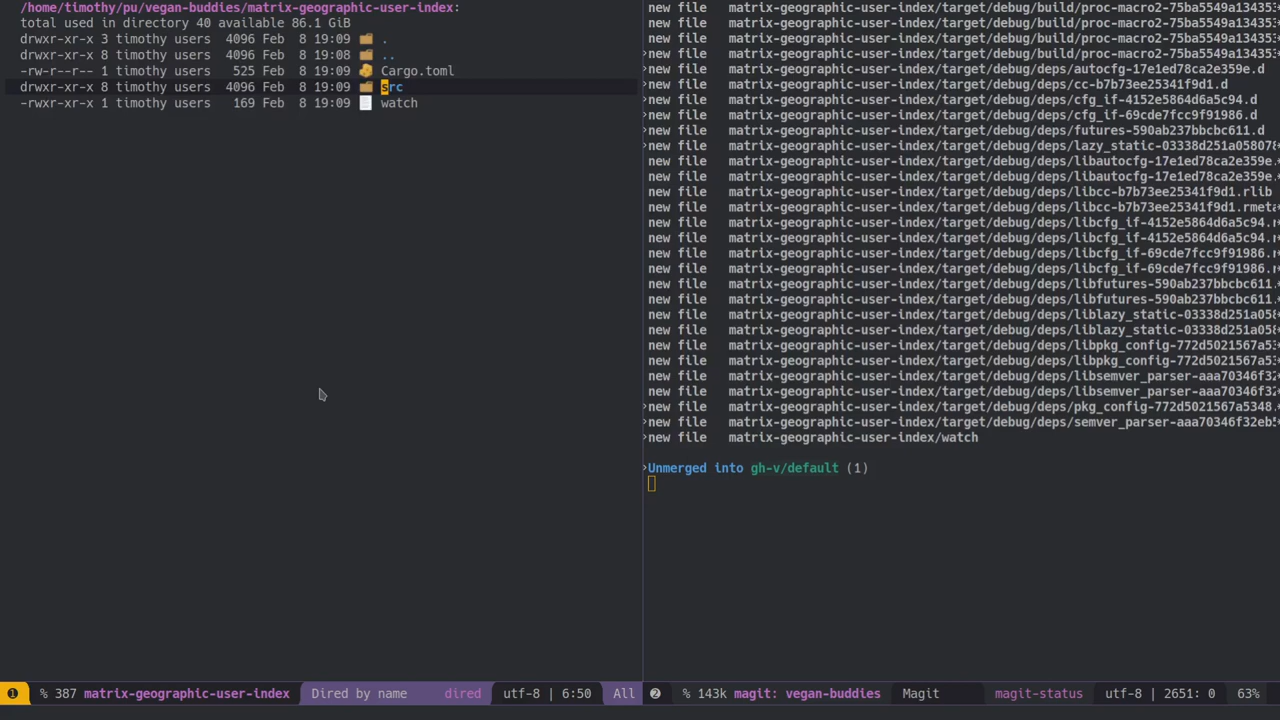 /home/timothy/pu/vegan-buddies/matrix-geographic-user-index:
total used in directory 40 available 86.1 GiB
drwxr-xr-x 3 timothy users 4096 Feb 8 19:09 .
drwxr-xr-x 8 timothy users 4096 Feb 8 19:08 ..
-rw-r--r-- 1 timothy users 525 Feb 8 19:09 Cargo.toml
drwxr-xr-x 8 timothy users 4096 Feb 8 19:09 src
-rwxr-xr-x 1 timothy users 169 Feb 8 19:09 watch
❶ % 387 matrix-geographic-user-index Dired by name dired utf-8 | 6:50 All
new file matrix-geographic-user-index/target/debug/build/proc-macro2-75ba5549a134353
new file matrix-geographic-user-index/target/debug/build/proc-macro2-75ba5549a134353
new file matrix-geographic-user-index/target/debug/build/proc-macro2-75ba5549a134353
new file matrix-geographic-user-index/target/debug/build/proc-macro2-75ba5549a134353
new file matrix-geographic-user-index/target/debug/deps/autocfg-17e1ed78ca2e359e.d
new file matrix-geographic-user-index/target/debug/deps/cc-b7b73ee25341f9d1.d
new file matrix-geographic-user-index/target/debug/deps/cfg_if-4152e5864d6a5c94.d
new file matrix-geographic-user-index/target/debug/deps/cfg_if-69cde7fcc9f91986.d
new file matrix-geographic-user-index/target/debug/deps/futures-590ab237bbcbc611.d
new file matrix-geographic-user-index/target/debug/deps/lazy_static-03338d251a05807
new file matrix-geographic-user-index/target/debug/deps/libautocfg-17e1ed78ca2e359e.
new file matrix-geographic-user-index/target/debug/deps/libautocfg-17e1ed78ca2e359e.
new file matrix-geographic-user-index/target/debug/deps/libcc-b7b73ee25341f9d1.rlib
new file matrix-geographic-user-index/target/debug/deps/libcc-b7b73ee25341f9d1.rmeta
new file matrix-geographic-user-index/target/debug/deps/libcfg_if-4152e5864d6a5c94.
new file matrix-geographic-user-index/target/debug/deps/libcfg_if-4152e5864d6a5c94.
new file matrix-geographic-user-index/target/debug/deps/libcfg_if-69cde7fcc9f91986.
new file matrix-geographic-user-index/target/debug/deps/libcfg_if-69cde7fcc9f91986.
new file matrix-geographic-user-index/target/debug/deps/libfutures-590ab237bbcbc611.
new file matrix-geographic-user-index/target/debug/deps/libfutures-590ab237bbcbc611.
new file matrix-geographic-user-index/target/debug/deps/liblazy_static-03338d251a058
new file matrix-geographic-user-index/target/debug/deps/liblazy_static-03338d251a058
new file matrix-geographic-user-index/target/debug/deps/libpkg_config-772d5021567a53
new file matrix-geographic-user-index/target/debug/deps/libpkg_config-772d5021567a53
new file matrix-geographic-user-index/target/debug/deps/libsemver_parser-aaa70346f32
new file matrix-geographic-user-index/target/debug/deps/libsemver_parser-aaa70346f32
new file matrix-geographic-user-index/target/debug/deps/pkg_config-772d5021567a5348.
new file matrix-geographic-user-index/target/debug/deps/semver_parser-aaa70346f32eb5
new file matrix-geographic-user-index/watch
Unmerged into gh-v/default (1)
❷ % 143k magit: vegan-buddies Magit magit-status utf-8 | 2651: 0 63%